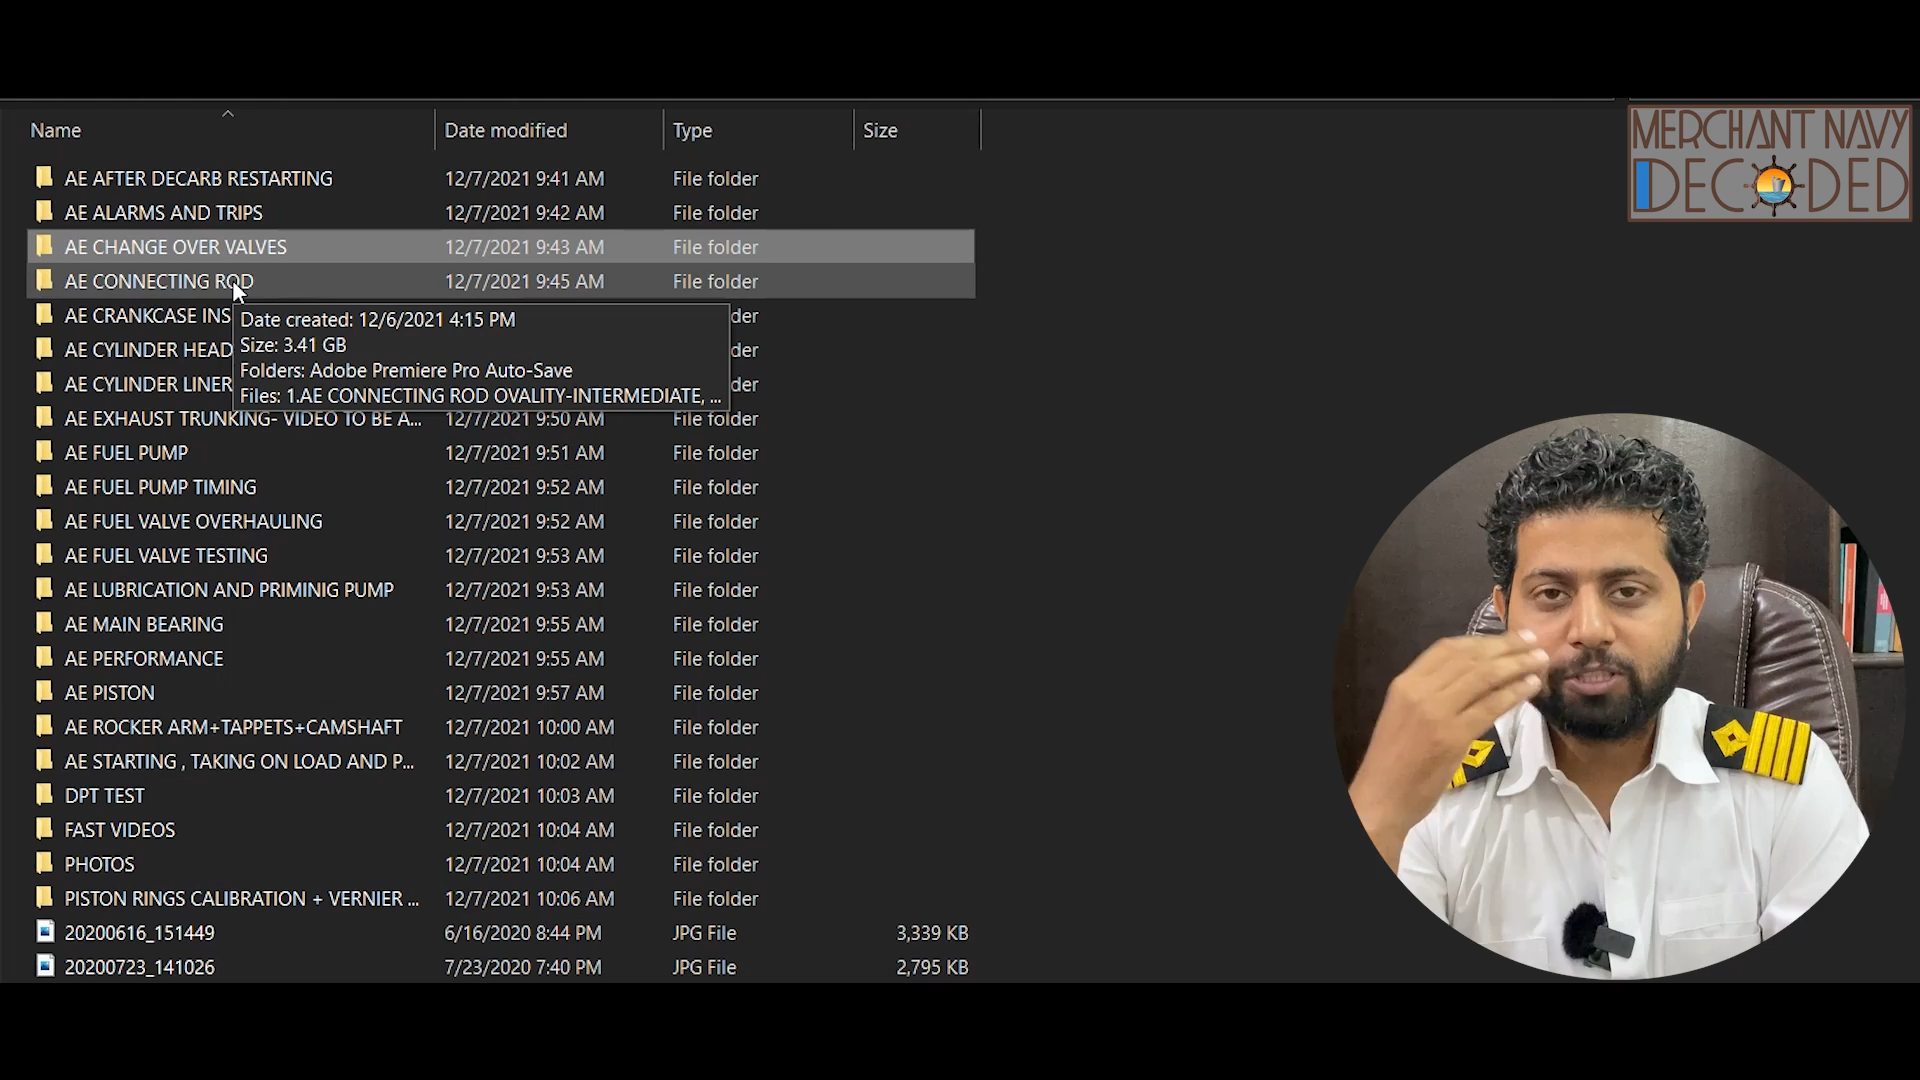 MERCHANT NAVY
DECODED
Name Date modified Type Size
AE AFTER DECARB RESTARTING 12/7/2021 9:41 AM File folder
AE ALARMS AND TRIPS 12/7/2021 9:42 AM File folder
AE CHANGE OVER VALVES 12/7/2021 9:43 AM File folder
AE CONNECTING ROD 12/7/2021 9:45 AM File folder
AE CRANKCASE INS
Date created: 12/6/2021 4:15 PM
Size: 3.41 GB
Folders: Adobe Premiere Pro Auto-Save
Files: 1.AE CONNECTING ROD OVALITY-INTERMEDIATE, ...
der
AE CYLINDER HEAD der
AE CYLINDER LINER der
AE EXHAUST TRUNKING- VIDEO TO BE A... 12/7/2021 9:50 AM File folder
AE FUEL PUMP 12/7/2021 9:51 AM File folder
AE FUEL PUMP TIMING 12/7/2021 9:52 AM File folder
AE FUEL VALVE OVERHAULING 12/7/2021 9:52 AM File folder
AE FUEL VALVE TESTING 12/7/2021 9:53 AM File folder
AE LUBRICATION AND PRIMINIG PUMP 12/7/2021 9:53 AM File folder
AE MAIN BEARING 12/7/2021 9:55 AM File folder
AE PERFORMANCE 12/7/2021 9:55 AM File folder
AE PISTON 12/7/2021 9:57 AM File folder
AE ROCKER ARM+TAPPETS+CAMSHAFT 12/7/2021 10:00 AM File folder
AE STARTING , TAKING ON LOAD AND P... 12/7/2021 10:02 AM File folder
DPT TEST 12/7/2021 10:03 AM File folder
FAST VIDEOS 12/7/2021 10:04 AM File folder
PHOTOS 12/7/2021 10:04 AM File folder
PISTON RINGS CALIBRATION + VERNIER ... 12/7/2021 10:06 AM File folder
20200616_151449 6/16/2020 8:44 PM JPG File 3,339 KB
20200723_141026 7/23/2020 7:40 PM JPG File 2,795 KB